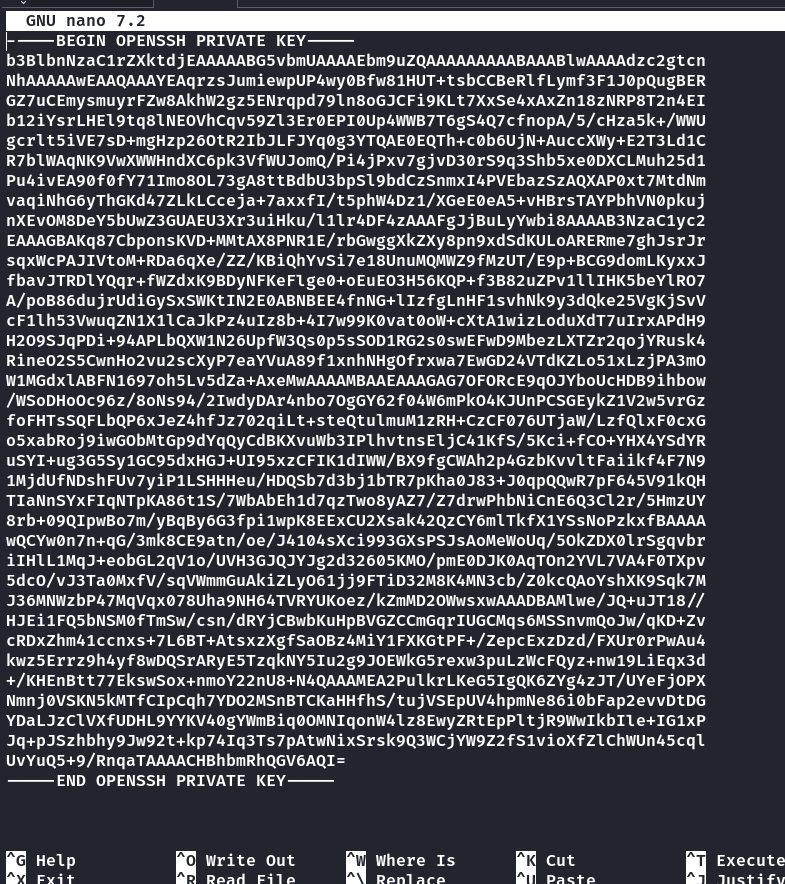 GNU nano 7.2
-----BEGIN OPENSSH PRIVATE KEY-----
b3BlbnNzaC1rZXktdjEAAAAABG5vbmUAAAAEbm9uZQAAAAAAAAABAAABlwAAAAdzc2gtcn
NhAAAAAwEAAQAAAYEAqrzsJumiewpUP4wy0Bfw81HUT+tsbCCBeRlfLymf3F1J0pQugBER
GZ7uCEmysmuyrFZw8AkhW2gz5ENrqpd79ln8oGJCFi9KLt7XxSe4xAxZn18zNRP8T2n4EI
b12iYsrLHEl9tq8lNEOVhCqv59Zl3Er0EPI0Up4WWB7T6gS4Q7cfnopA/5/cHza5k+/WWU
gcrlt5iVE7sD+mgHzp26OtR2IbJLFJYq0g3YTQAE0EQTh+c0b6UjN+AuccXWy+E2T3Ld1C
R7blWAqNK9VwXWWHndXC6pk3VfWUJomQ/Pi4jPxv7gjvD30rS9q3Shb5xe0DXCLMuh25d1
Pu4ivEA90f0fY71Imo8OL73gA8ttBdbU3bpSl9bdCzSnmxI4PVEbazSzAQXAP0xt7MtdNm
vaqiNhG6yThGKd47ZLkLCceja+7axxfI/t5phW4Dz1/XGeE0eA5+vHBrsTAYPbhVN0pkuj
nXEvOM8DeY5bUwZ3GUAEU3Xr3uiHku/l1lr4DF4zAAAFgJjBuLyYwbi8AAAAB3NzaC1yc2
EAAAGBAKq87CbponsKVD+MMtAX8PNR1E/rbGwggXkZXy8pn9xdSdKULoARERme7ghJsrJr
sqxWcPAJIVtoM+RDa6qXe/ZZ/KBiQhYvSi7e18UnuMQMWZ9fMzUT/E9p+BCG9domLKyxxJ
fbavJTRDlYQqr+fWZdxK9BDyNFKeFlge0+oEuEO3H56KQP+f3B82uZPv1llIHK5beYlRO7
A/poB86dujrUdiGySxSWKtIN2E0ABNBEE4fnNG+lIzfgLnHF1svhNk9y3dQke25VgKjSvV
cF1lh53VwuqZN1X1lCaJkPz4uIz8b+4I7w99K0vat0oW+cXtA1wizLoduXdT7uIrxAPdH9
H2O9SJqPDi+94APLbQXW1N26UpfW3Qs0p5sSOD1RG2s0swEFwD9MbezLXTZr2qojYRusk4
RineO2S5CwnHo2vu2scXyP7eaYVuA89f1xnhNHgOfrxwa7EwGD24VTdKZLo51xLzjPA3mO
W1MGdxlABFN1697oh5Lv5dZa+AxeMwAAAAMBAAEAAAGAG7OFORcE9qOJYboUcHDB9ihbow
/WSoDHoOc96z/8oNs94/2IwdyDAr4nbo7OgGY62f04W6mPkO4KJUnPCSGEykZ1V2w5vrGz
foFHTsSQFLbQP6xJeZ4hfJz702qiLt+steQtulmuM1zRH+CzCF076UTjaW/LzfQlxF0cxG
o5xabRoj9iwGObMtGp9dYqQyCdBKXvuWb3IPlhvtnsEljC41KfS/5Kci+fCO+YHX4YSdYR
uSYI+ug3G5Sy1GC95dxHGJ+UI95xzCFIK1dIWW/BX9fgCWAh2p4GzbKvvltFaiikf4F7N9
1MjdUfNDshFUv7yiP1LSHHHeu/HDQSb7d3bj1bTR7pKha0J83+J0qpQQwR7pF645V91kQH
TIaNnSYxFIqNTpKA86t1S/7WbAbEh1d7qzTwo8yAZ7/Z7drwPhbNiCnE6Q3Cl2r/5HmzUY
8rb+09QIpwBo7m/yBqBy6G3fpi1wpK8EExCU2Xsak42QzCY6mlTkfX1YSsNoPzkxfBAAAA
wQCYw0n7n+qG/3mk8CE9atn/oe/J4104sXci993GXsPSJsAoMeWoUq/5OkZDX0lrSgqvbr
iIHlL1MqJ+eobGL2qV1o/UVH3GJQJYJg2d32605KMO/pmE0DJK0AqTOn2YVL7VA4F0TXpv
5dcO/vJ3Ta0MxfV/sqVWmmGuAkiZLyO61jj9FTiD32M8K4MN3cb/Z0kcQAoYshXK9Sqk7M
J36MNWzbP47MqVqx078Uha9NH64TVRYUKoez/kZmMD2OWwsxwAAADBAMlwe/JQ+uJT18//
HJEi1FQ5bNSM0fTmSw/csn/dRYjCBwbKuHpBVGZCCmGqrIUGCMqs6MSSnvmQoJw/qKD+Zv
cRDxZhm41ccnxs+7L6BT+AtsxzXgfSaOBz4MiY1FXKGtPF+/ZepcExzDzd/FXUr0rPwAu4
kwz5Errz9h4yf8wDQSrARyE5TzqkNY5Iu2g9JOEWkG5rexw3puLzWcFQyz+nw19LiEqx3d
+/KHEnBtt77EkswSox+nmoY22nU8+N4QAAAMEA2PulkrLKeG5IgQK6ZYg4zJT/UYeFjOPX
Nmnj0VSKN5kMTfCIpCqh7YDO2MSnBTCKaHHfhS/tujVSEpUV4hpmNe86i0bFap2evvDtDG
YDaLJzClVXfUDHL9YYKV40gYWmBiq0OMNIqonW4lz8EwyZRtEpPltjR9WwIkbIle+IG1xP
Jq+pJSzhbhy9Jw92t+kp74Iq3Ts7pAtwNixSrsk9Q3WCjYW9Z2fS1vioXfZlChWUn45cql
UvYuQ5+9/RnqaTAAAACHBhbmRhQGV6AQI=
-----END OPENSSH PRIVATE KEY-----
^G Help ^O Write Out ^W Where Is ^K Cut ^T Execute
^X Exit ^R Read File ^\ Replace ^U Paste ^J Justify